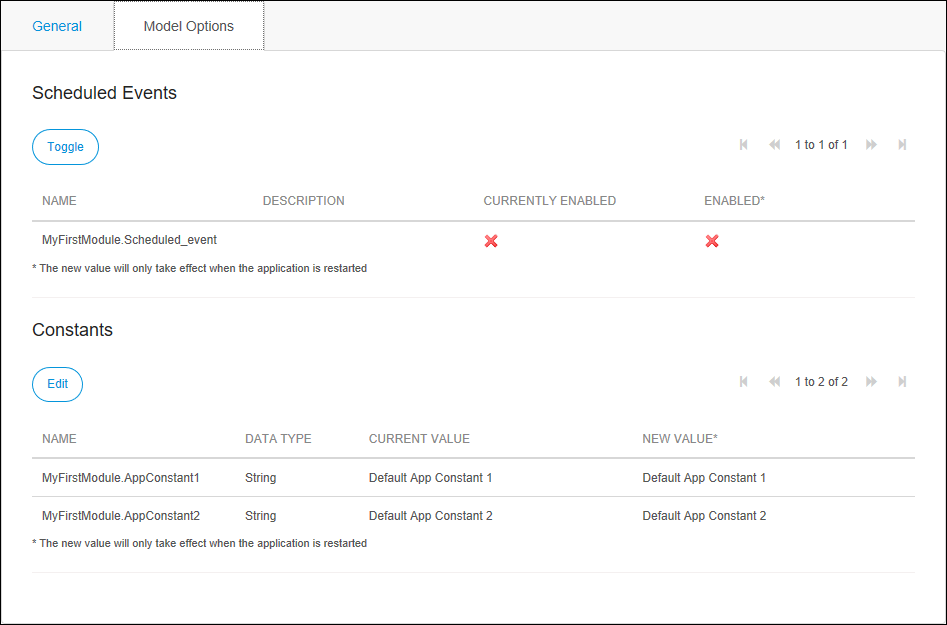 General Model Options
Scheduled Events
Toggle 1 to 1 of 1
NAME DESCRIPTION CURRENTLY ENABLED ENABLED*
MyFirstModule.Scheduled_event
* The new value will only take effect when the application is restarted
Constants
Edit 1 to 2 of 2
NAME DATA TYPE CURRENT VALUE NEW VALUE*
MyFirstModule.AppConstant1 String Default App Constant 1 Default App Constant 1
MyFirstModule.AppConstant2 String Default App Constant 2 Default App Constant 2
* The new value will only take effect when the application is restarted